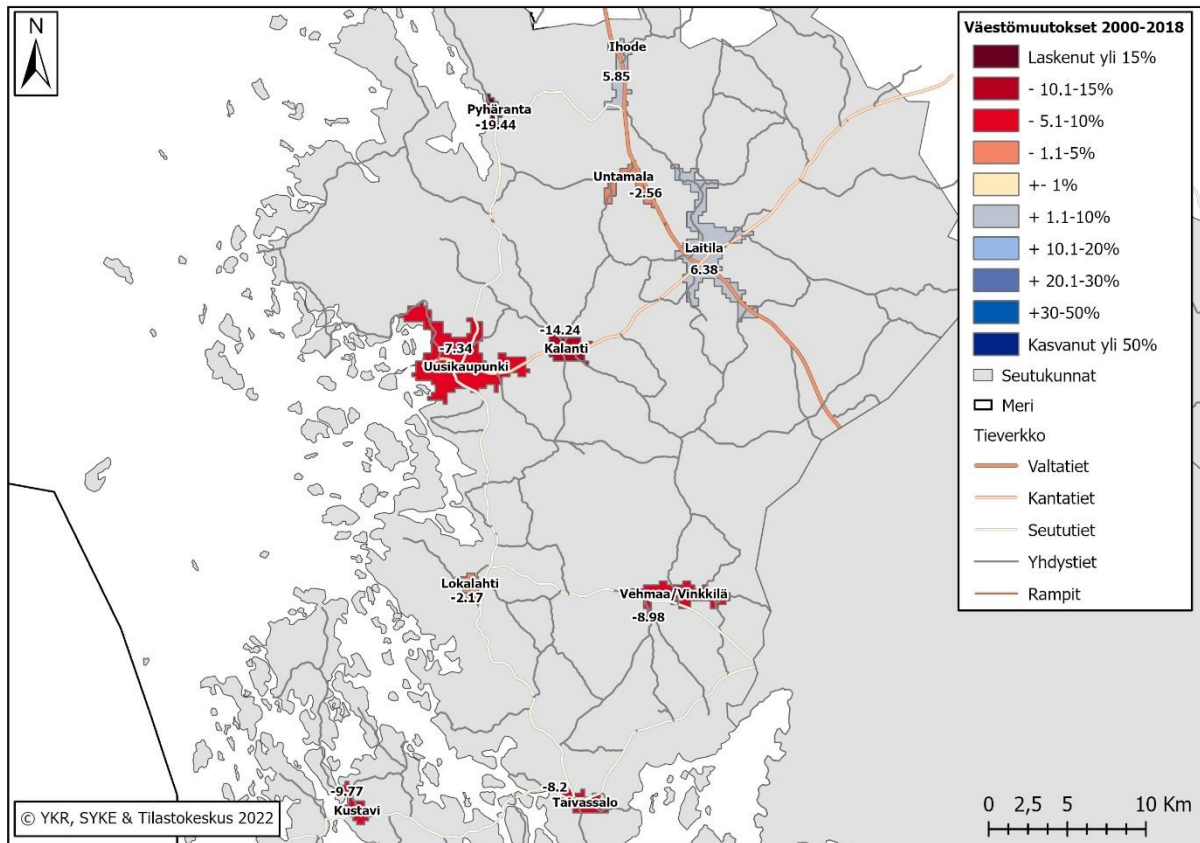 N
Ihode
5.85
Pyhäranta
-19.44
Untamala
-2.56
Laitila
6.38
-14.24
Kalanti
-7.34
Uusikaupunki
Lokalahti
-2.17
Vehmaa/Vinkkilä
-8.98
-8.2
Taivassalo
-9.77
Kustavi
© YKR, SYKE & Tilastokeskus 2022
Väestömuutokset 2000-2018
Laskenut yli 15%
- 10.1-15%
- 5.1-10%
- 1.1-5%
+- 1%
+ 1.1-10%
+ 10.1-20%
+ 20.1-30%
+30-50%
Kasvanut yli 50%
Seutukunnat
Meri
Tieverkko
Valtatiet
Kantatiet
Seututiet
Yhdystiet
Rampit
0 2,5 5 10 Km